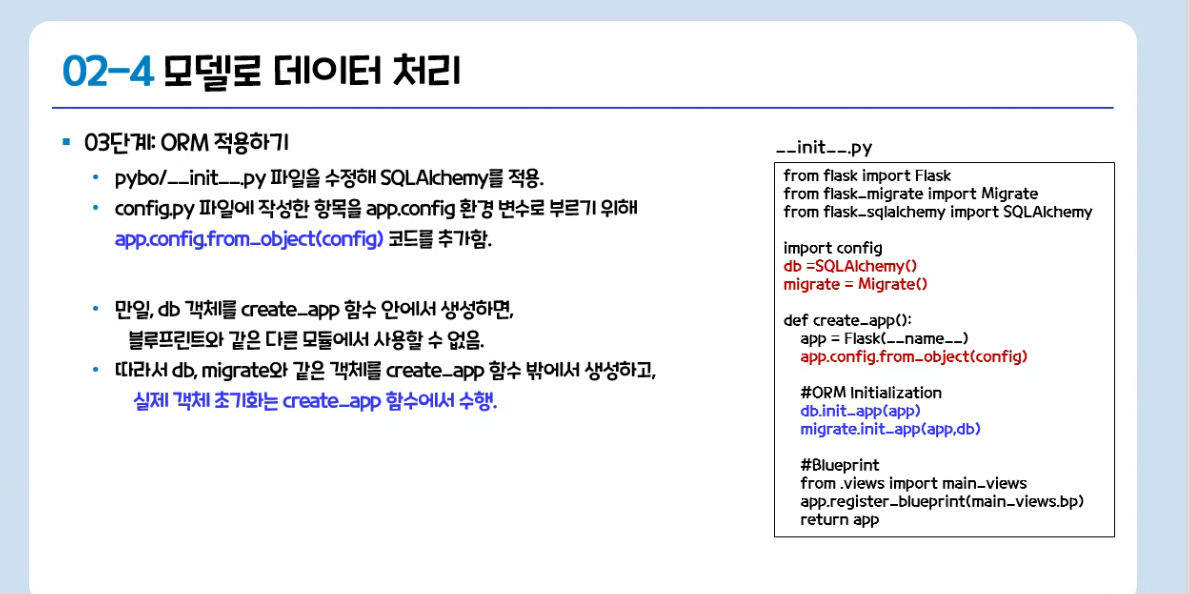 02-4 모델로 데이터 처리
03단계: ORM 적용하기
pybo/__init__.py 파일을 수정해 SQLAlchemy를 적용.
config.py 파일에 작성한 항목을 app.config 환경 변수로 부르기 위해
app.config.from_object(config) 코드를 추가함.
만일, db 객체를 create_app 함수 안에서 생성하면,
블루프린트와 같은 다른 모듈에서 사용할 수 없음.
따라서 db, migrate와 같은 객체를 create_app 함수 밖에서 생성하고,
실제 객체 초기화는 create_app 함수에서 수행.
__init__.py
from flask import Flask
from flask_migrate import Migrate
from flask_sqlalchemy import SQLAlchemy
import config
db =SQLAlchemy()
migrate = Migrate()
def create_app():
app = Flask(__name__)
app.config.from_object(config)
#ORM Initialization
db.init_app(app)
migrate.init_app(app,db)
#Blueprint
from .views import main_views
app.register_blueprint(main_views.bp)
return app